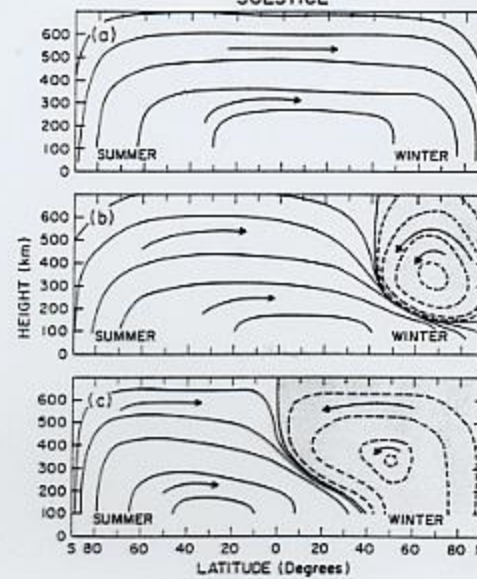 SOLSTICE
600
500
400
300
200
100
0
(a)
SUMMER
WINTER
600
500
400
300
200
100
0
(b)
SUMMER
WINTER
HEIGHT (km)
600
500
400
300
200
100
0
(c)
SUMMER
WINTER
S 80 60 40 20 0 20 40 60 80
LATITUDE (Degrees)